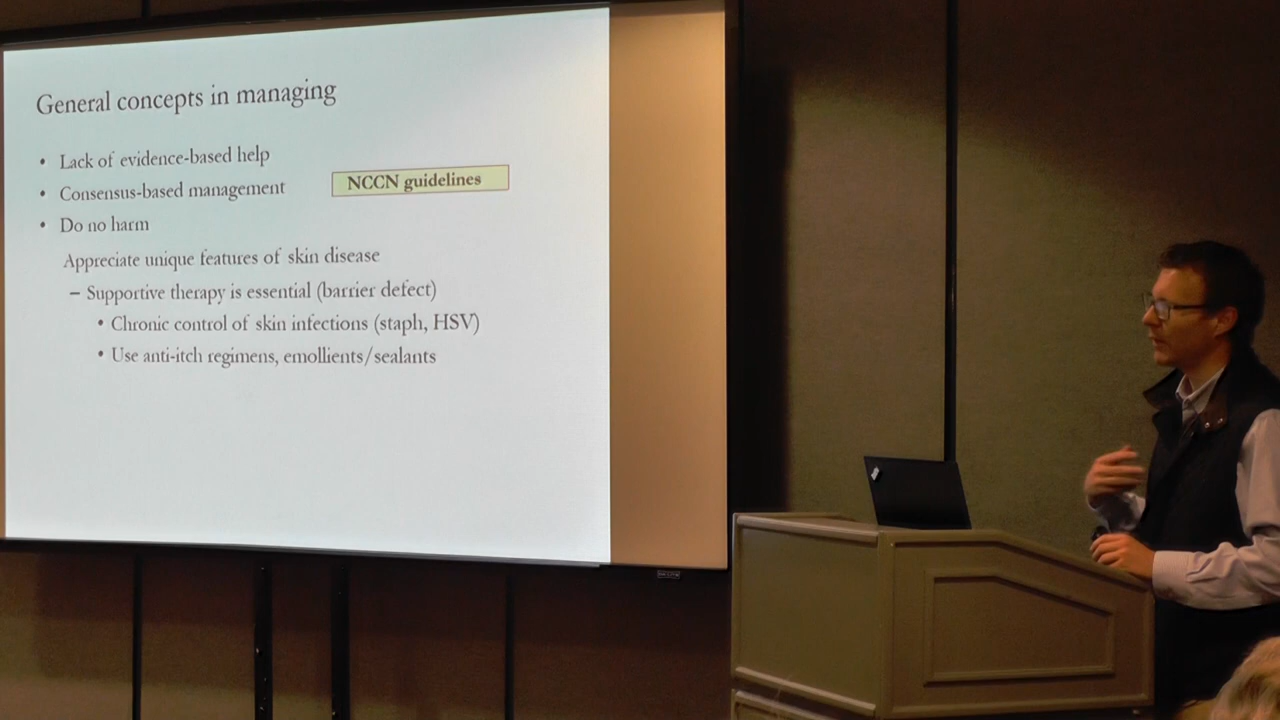 General concepts in managing
• Lack of evidence-based help
• Consensus-based management
NCCN guidelines
• Do no harm
Appreciate unique features of skin disease
– Supportive therapy is essential (barrier defect)
• Chronic control of skin infections (staph, HSV)
• Use anti-itch regimens, emollients/sealants